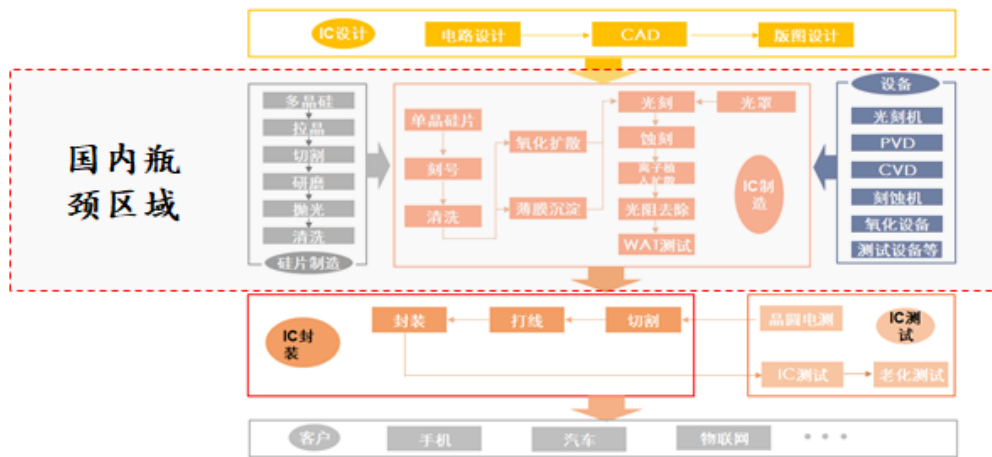 IC设计
电路设计
CAD
版图设计
国内瓶
颈区域
多晶硅
拉晶
切割
研磨
抛光
清洗
硅片制造
单晶硅片
刻号
清洗
氧化扩散
薄膜沉淀
光刻
光罩
蚀刻
离子植
入扩散
光阻去除
WAT测试
IC制
造
设备
光刻机
PVD
CVD
刻蚀机
氧化设备
测试设备等
IC封
装
封装
打线
切割
晶圆电测
IC测
试
IC测试
老化测试
客户
手机
汽车
物联网
• • •